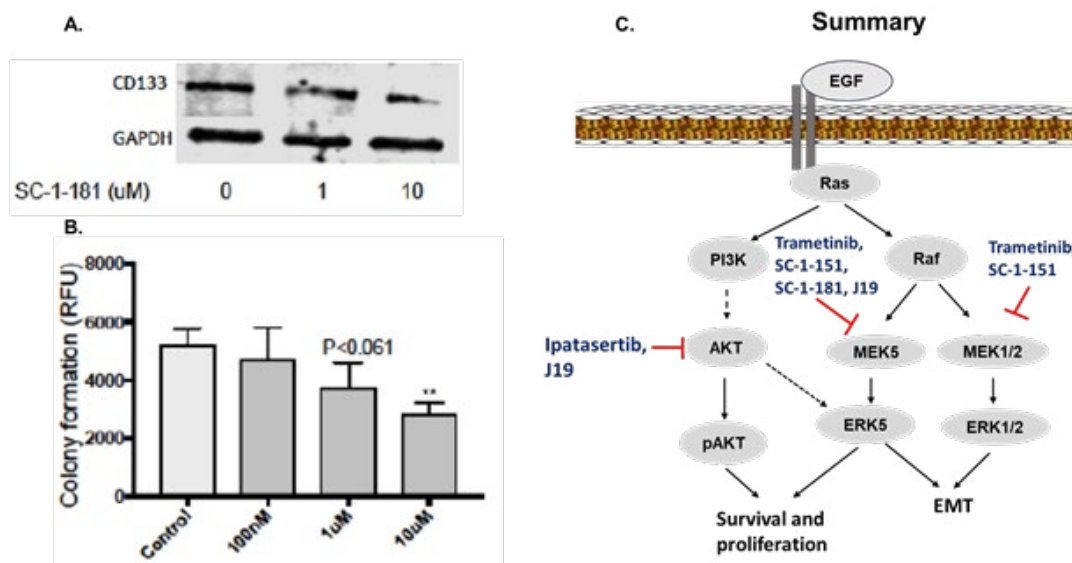 A.
CD133
GAPDH
SC-1-181 (uM) 0 1 10
B.
Colony formation (RFU)
8000
6000
4000
2000
0
P<0.061
**
Control
100nM
1uM
10uM
C.
Summary
EGF
Ras
PI3K
Trametinib,
SC-1-151,
SC-1-181, J19
Raf
Trametinib,
SC-1-151
Ipatasertib,
J19
AKT
MEK5
MEK1/2
pAKT
ERK5
ERK1/2
Survival and
proliferation
EMT